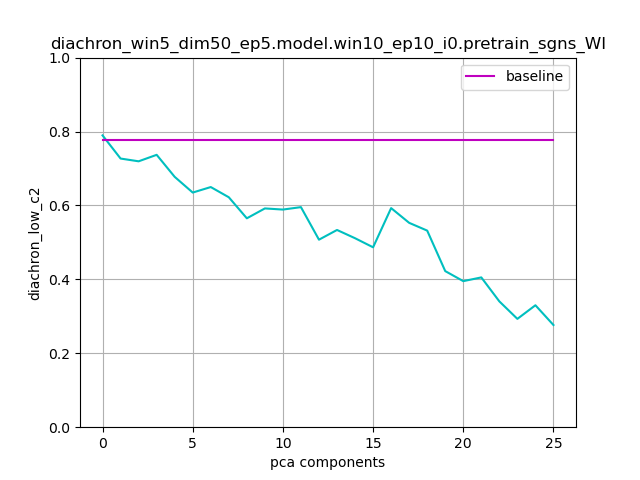 diachron_win5_dim50_ep5.model.win10_ep10_i0.pretrain_sgns_WI
baseline
1.0
0.8
0.6
0.4
0.2
0.0
diachron_low_c2
0 5 10 15 20 25
pca components